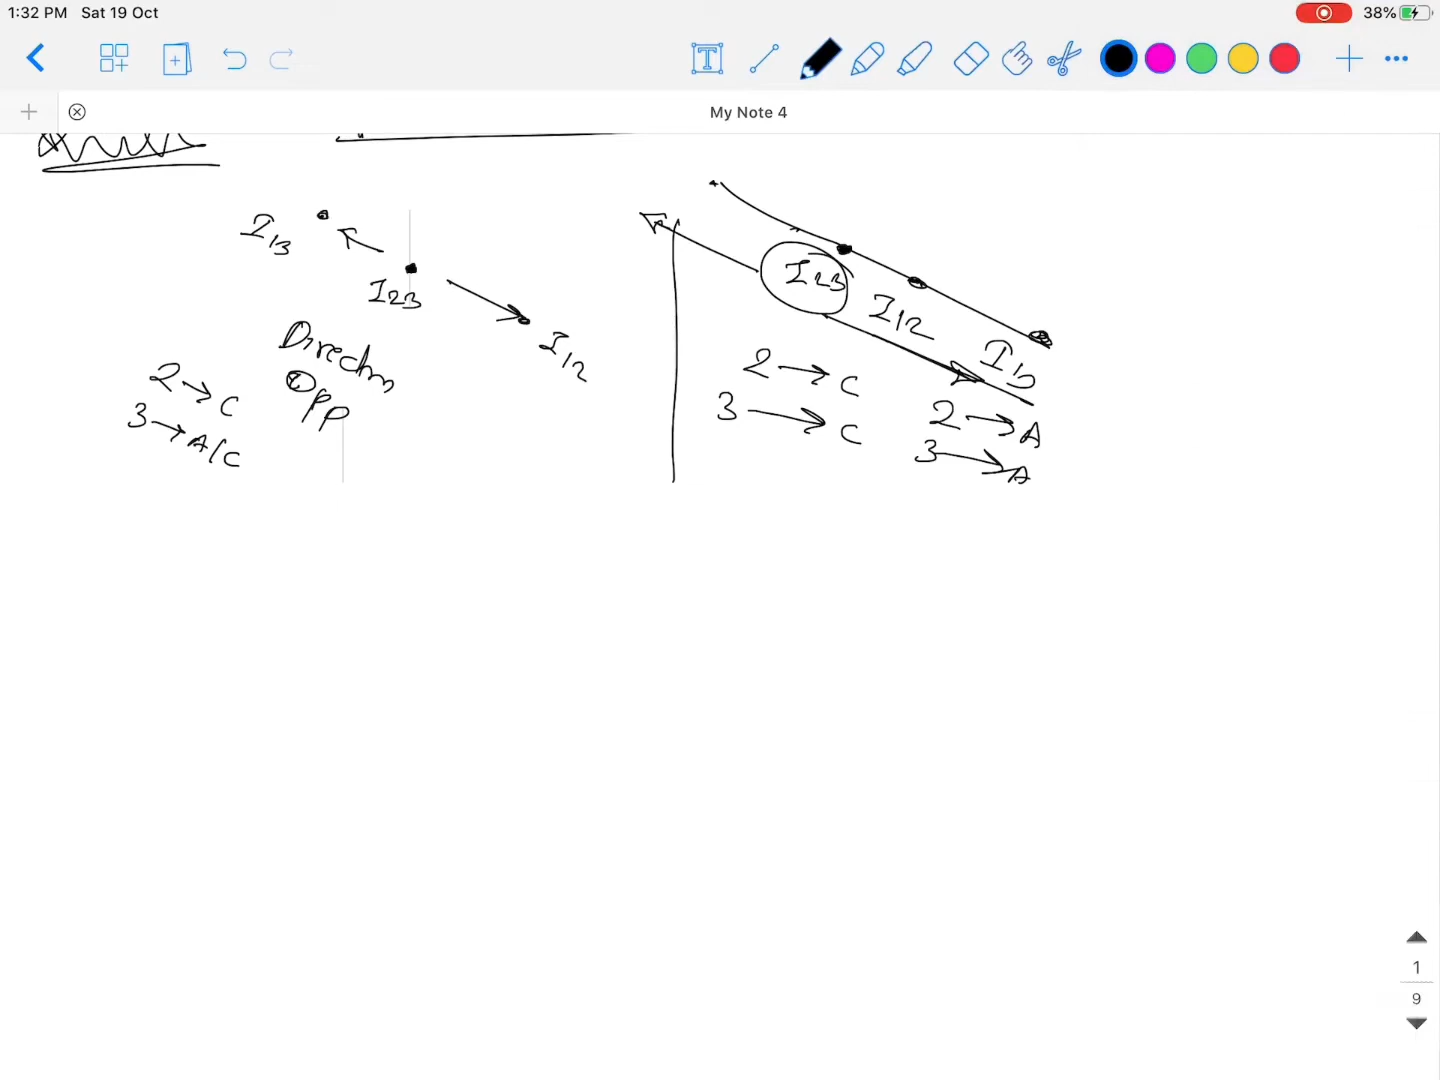 1:32 PM Sat 19 Oct
38%
My Note 4
I13
I23
I12
Direction
Opp
2 → C
3 → A/C
I23
I12
I13
2 → C
3 → C
2 → A
3 → A
1
9